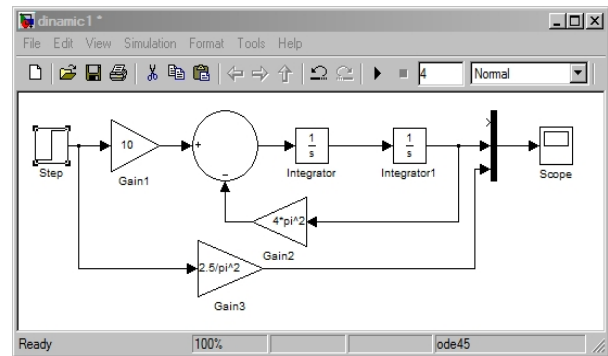 dinamic1 *
File Edit View Simulation Format Tools Help
4 Normal
10
+
−
1
s
1
s
Step
Gain1
Integrator
Integrator1
Scope
4*pi^2
Gain2
2.5/pi^2
Gain3
Ready 100% ode45